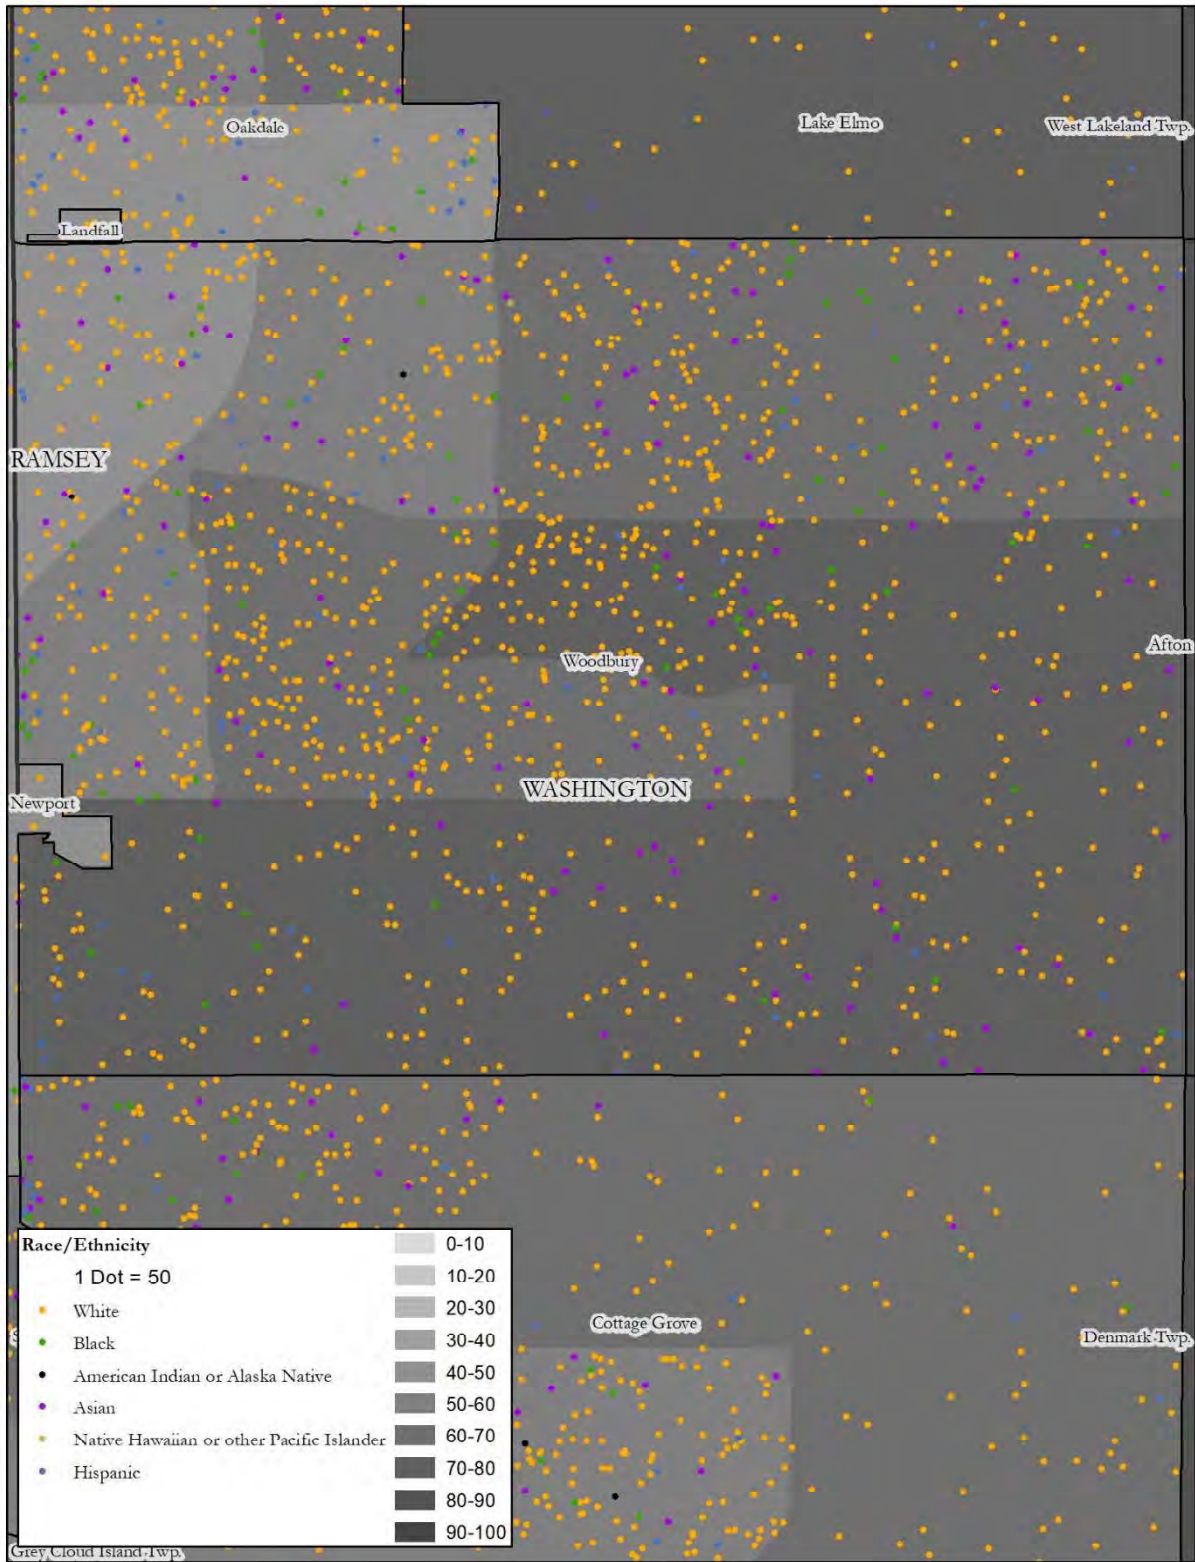 Oakdale
Lake Elmo
West Lakeland Twp.
Landfall
RAMSEY
Afton
Woodbury
WASHINGTON
Newport
Race/Ethnicity
1 Dot = 50
White
Black
American Indian or Alaska Native
Asian
Native Hawaiian or other Pacific Islander
Hispanic
0-10
10-20
20-30
30-40
40-50
50-60
60-70
70-80
80-90
90-100
Cottage Grove
Denmark Twp.
Grey Cloud Island Twp.